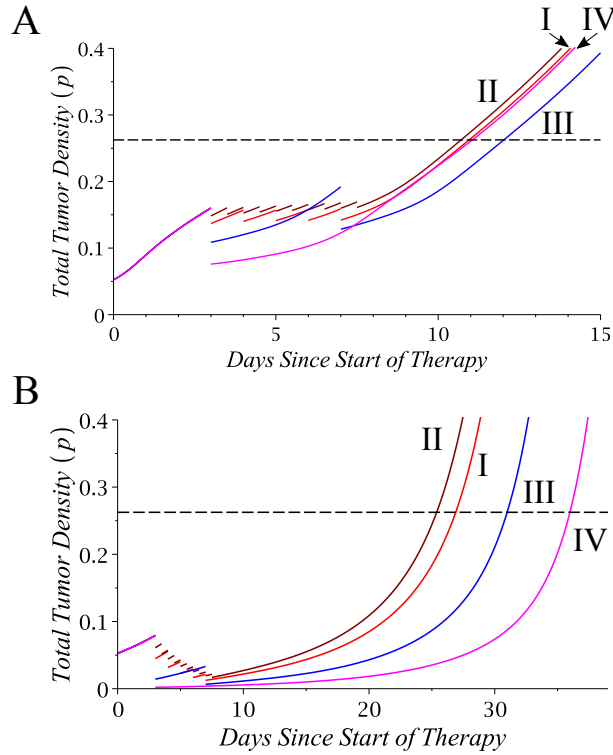 A
I IV
0.4
II
0.3
III
0.2
0.1
0
0 5 10 15
Total Tumor Density (p)
Days Since Start of Therapy
B
0.4
II
I
0.3
III
IV
0.2
0.1
0
0 10 20 30
Total Tumor Density (p)
Days Since Start of Therapy